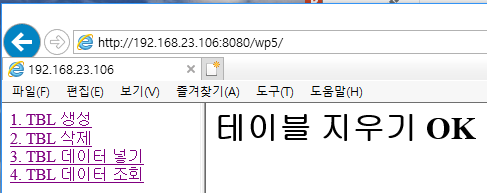 http://192.168.23.106:8080/wp5/
192.168.23.106
파일(F) 편집(E) 보기(V) 즐겨찾기(A) 도구(T) 도움말(H)
1. TBL 생성
2. TBL 삭제
3. TBL 데이터 넣기
4. TBL 데이터 조회
테이블 지우기 OK